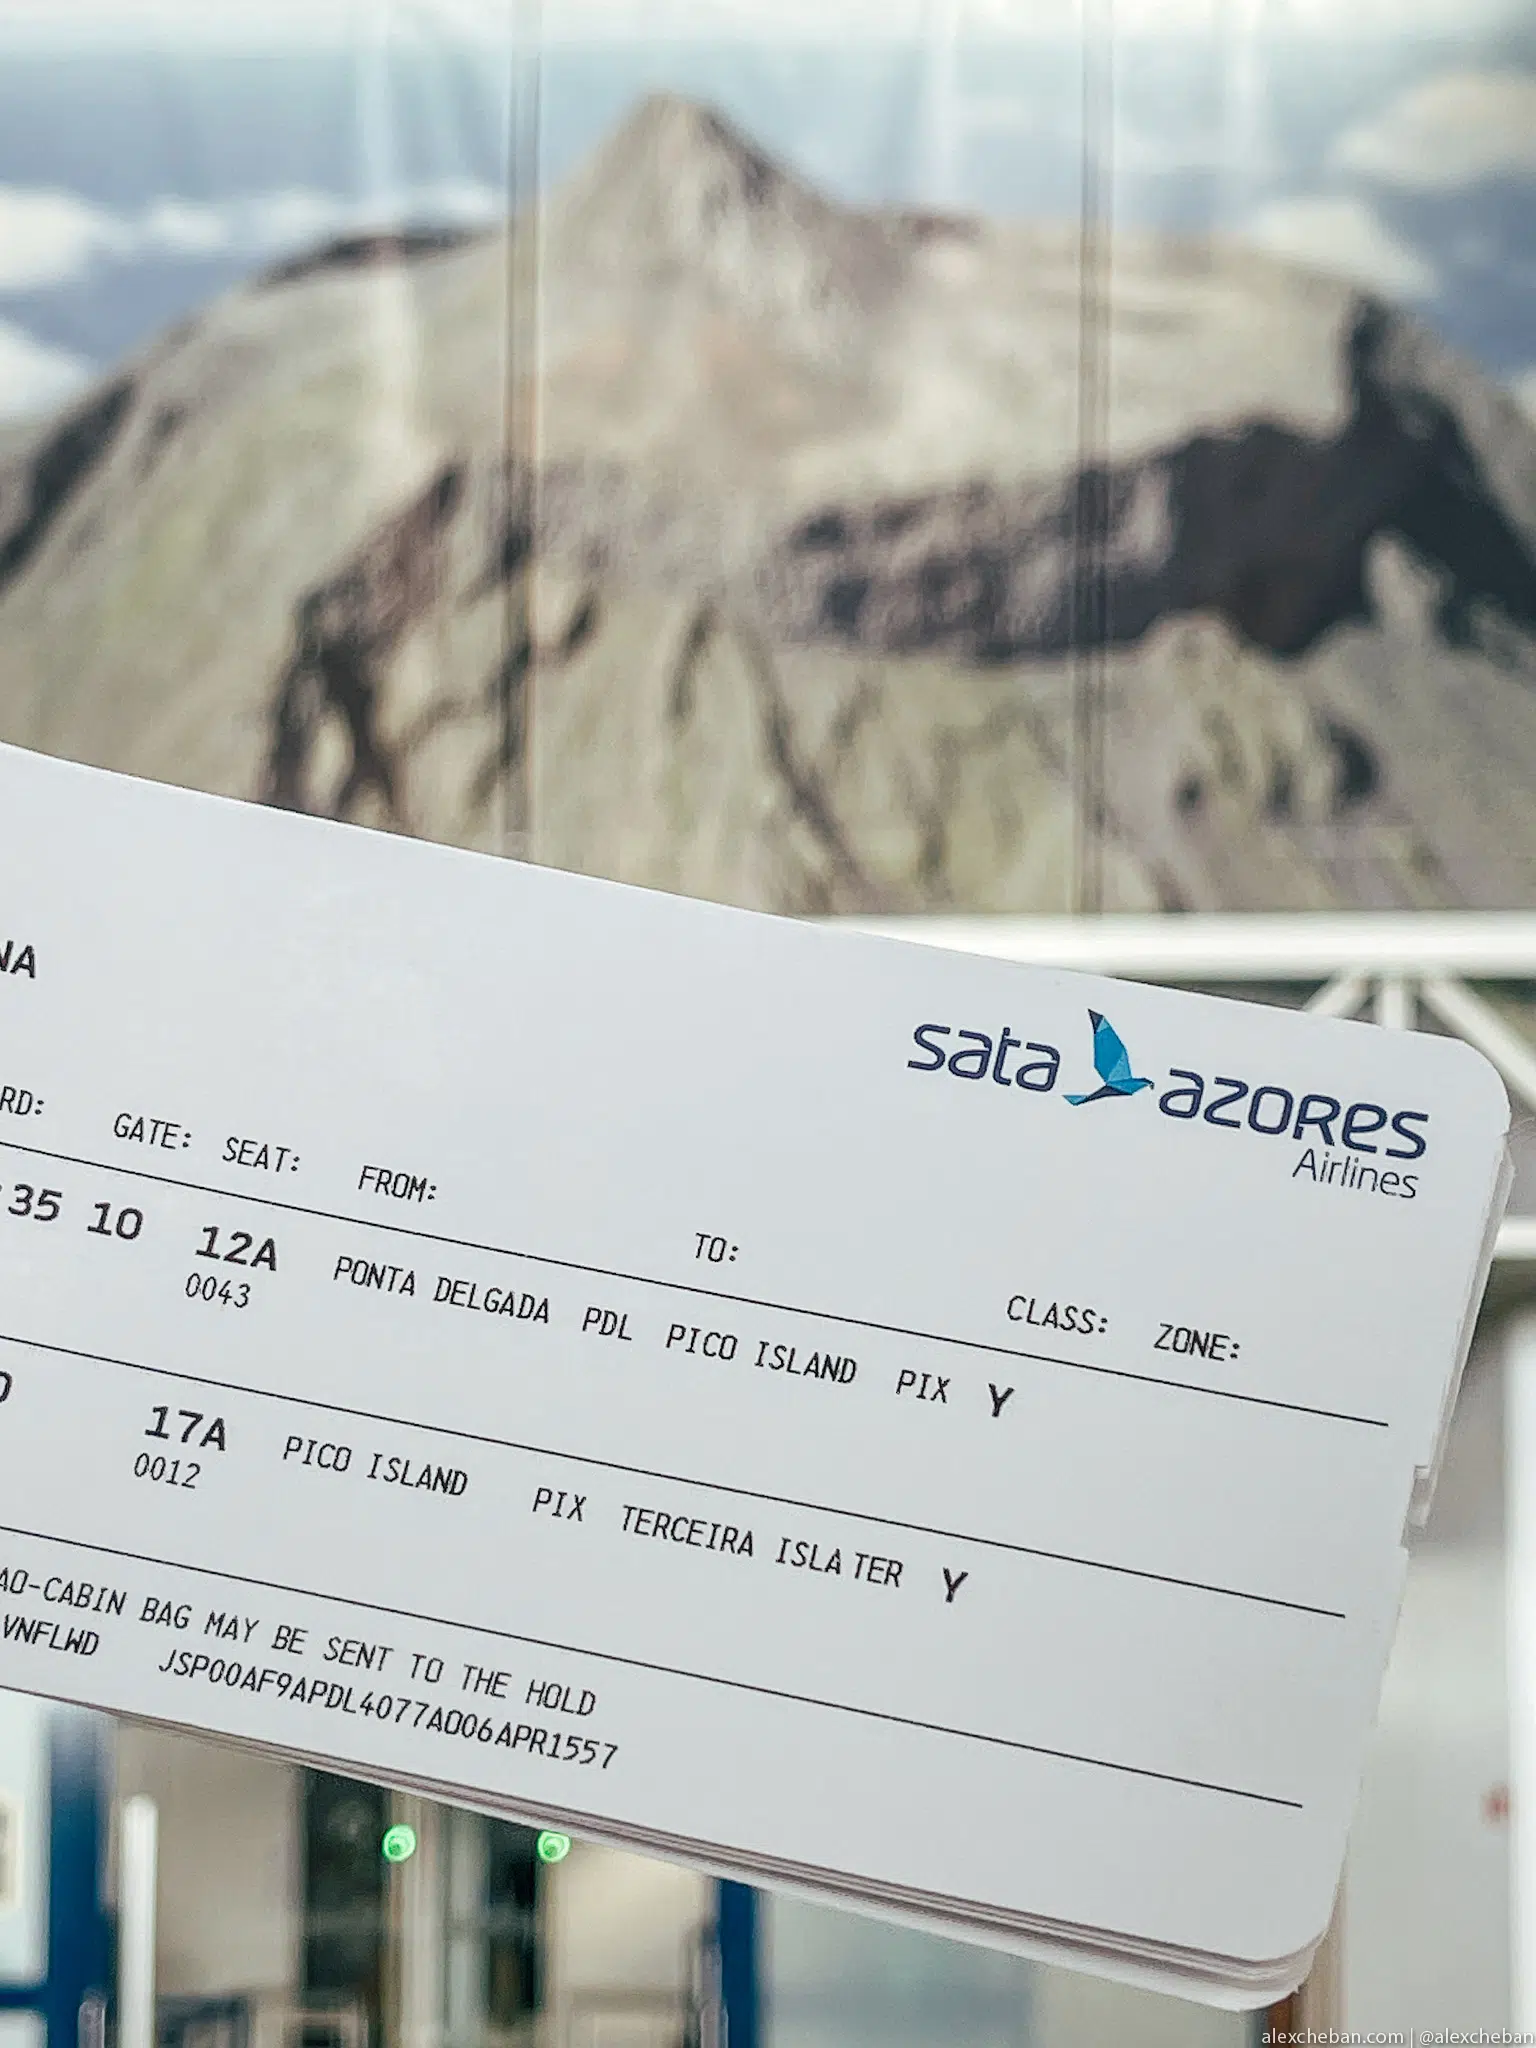 NA
sata azores
Airlines
RD: GATE: SEAT: FROM: TO: CLASS: ZONE:
:35 10 12A PONTA DELGADA PDL PICO ISLAND PIX Y
0043
17A PICO ISLAND PIX TERCEIRA ISLA TER Y
0012
AO-CABIN BAG MAY BE SENT TO THE HOLD
VNFLWD JSP00AF9APDL4077A006APR1557
alexcheban.com | @alexcheban